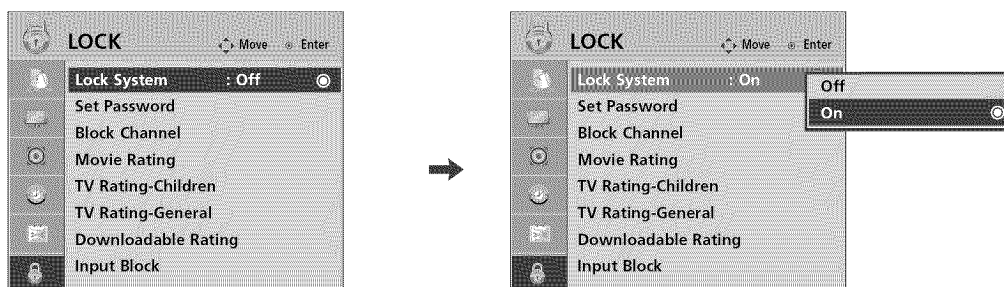 LOCK Move Enter
Lock System : Off
Set Password
Block Channel
Movie Rating
TV Rating-Children
TV Rating-General
Downloadable Rating
Input Block
LOCK Move Enter
Lock System : On
Set Password
Block Channel
Movie Rating
TV Rating-Children
TV Rating-General
Downloadable Rating
Input Block
Off
On